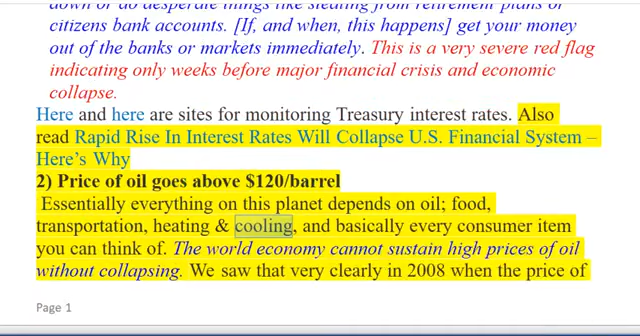 down or do desperate things like stealing from retirement plans or
citizens bank accounts. [If, and when, this happens] get your money
out of the banks or markets immediately. This is a very severe red flag
indicating only weeks before major financial crisis and economic
collapse.
Here and here are sites for monitoring Treasury interest rates. Also
read Rapid Rise In Interest Rates Will Collapse U.S. Financial System –
Here’s Why
2) Price of oil goes above $120/barrel
Essentially everything on this planet depends on oil; food,
transportation, heating & cooling, and basically every consumer item
you can think of. The world economy cannot sustain high prices of oil
without collapsing. We saw that very clearly in 2008 when the price of
Page 1